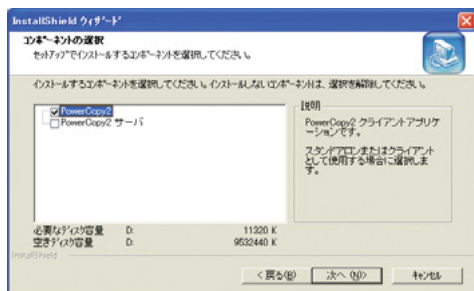 InstallShield ウィザード
コンポーネントの選択
セットアップでインストールするコンポーネントを選択してください。
インストールするコンポーネントを選択してください。インストールしないコンポーネントは、選択を解除してください。
PowerCopy2
PowerCopy2 サーバ
説明
PowerCopy2 クライアントアプリケ
ーションです。
スタンドアロンまたはクライアント
として使用する場合に選択しま
す。
必要なディスク容量 D: 11320 K
空きディスク容量 D: 9532440 K
InstallShield
< 戻る(B) 次へ (N)> キャンセル